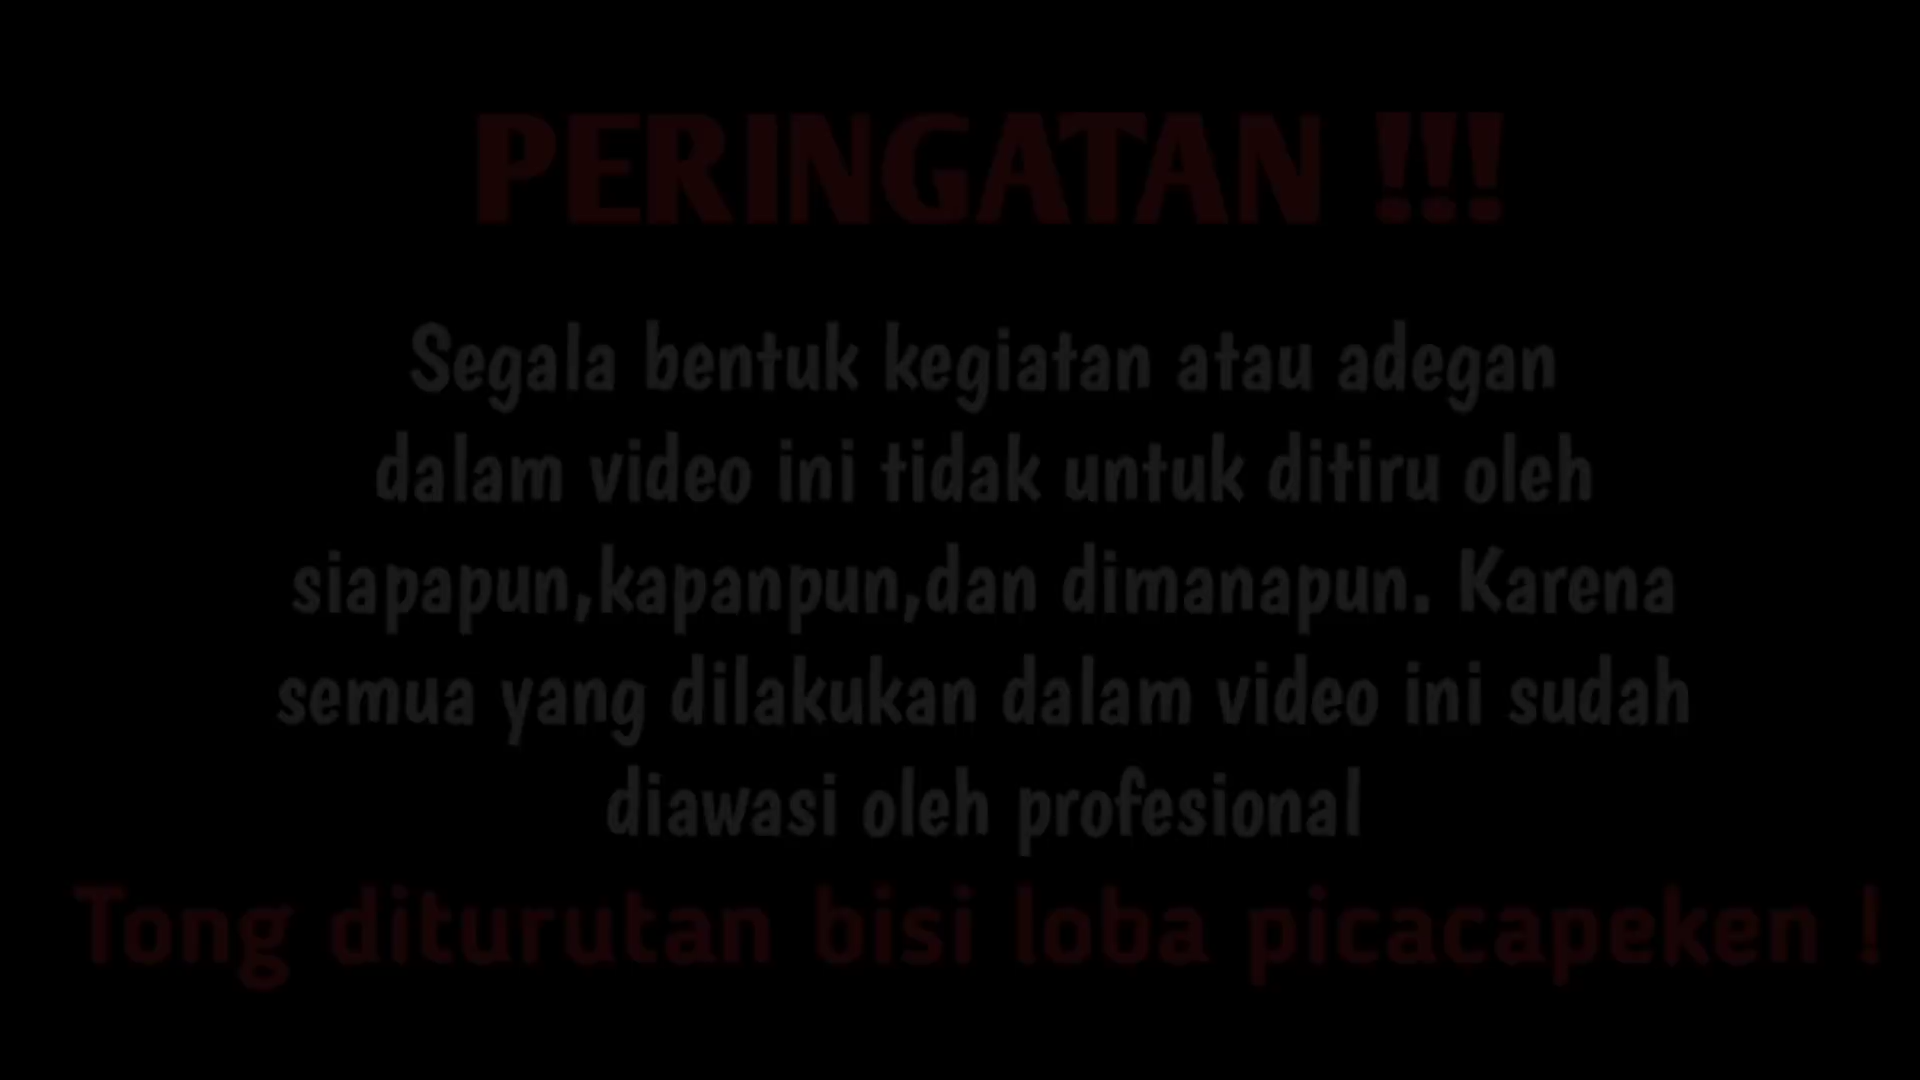 PERINGATAN !!!
Segala bentuk kegiatan atau adegan
dalam video ini tidak untuk ditiru oleh
siapapun,kapanpun,dan dimanapun. Karena
semua yang dilakukan dalam video ini sudah
diawasi oleh profesional
Tong diturutan bisi loba picacapeken !